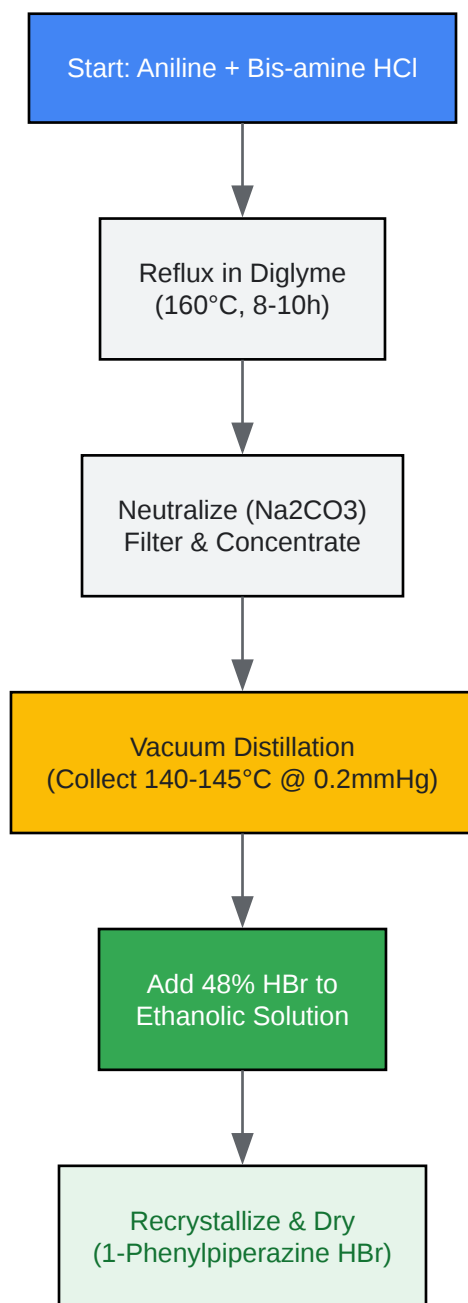 Start: Aniline + Bis-amine HCl
Reflux in Diglyme
(160°C, 8-10h)
Neutralize (Na2CO3)
Filter & Concentrate
Vacuum Distillation
(Collect 140-145°C @ 0.2mmHg)
Add 48% HBr to
Ethanolic Solution
Recrystallize & Dry
(1-Phenylpiperazine HBr)